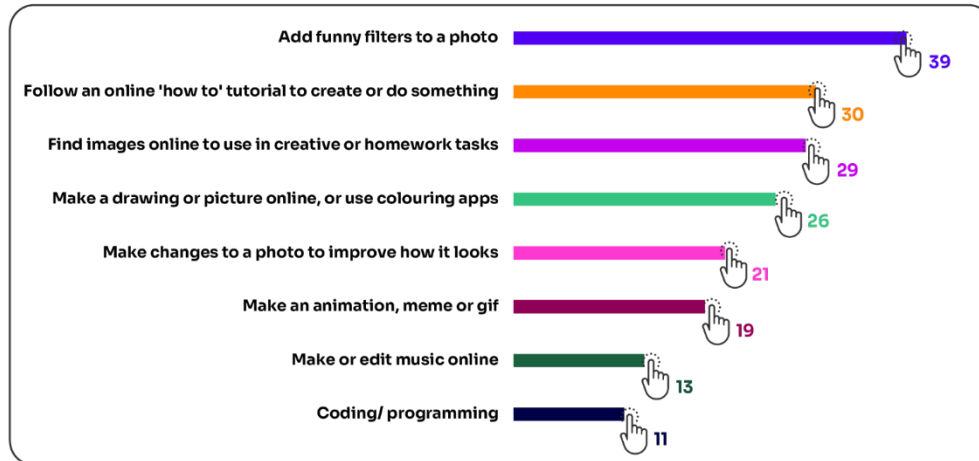 Add funny filters to a photo
39
Follow an online 'how to' tutorial to create or do something
30
Find images online to use in creative or homework tasks
29
Make a drawing or picture online, or use colouring apps
26
Make changes to a photo to improve how it looks
21
Make an animation, meme or gif
19
Make or edit music online
13
Coding/ programming
11